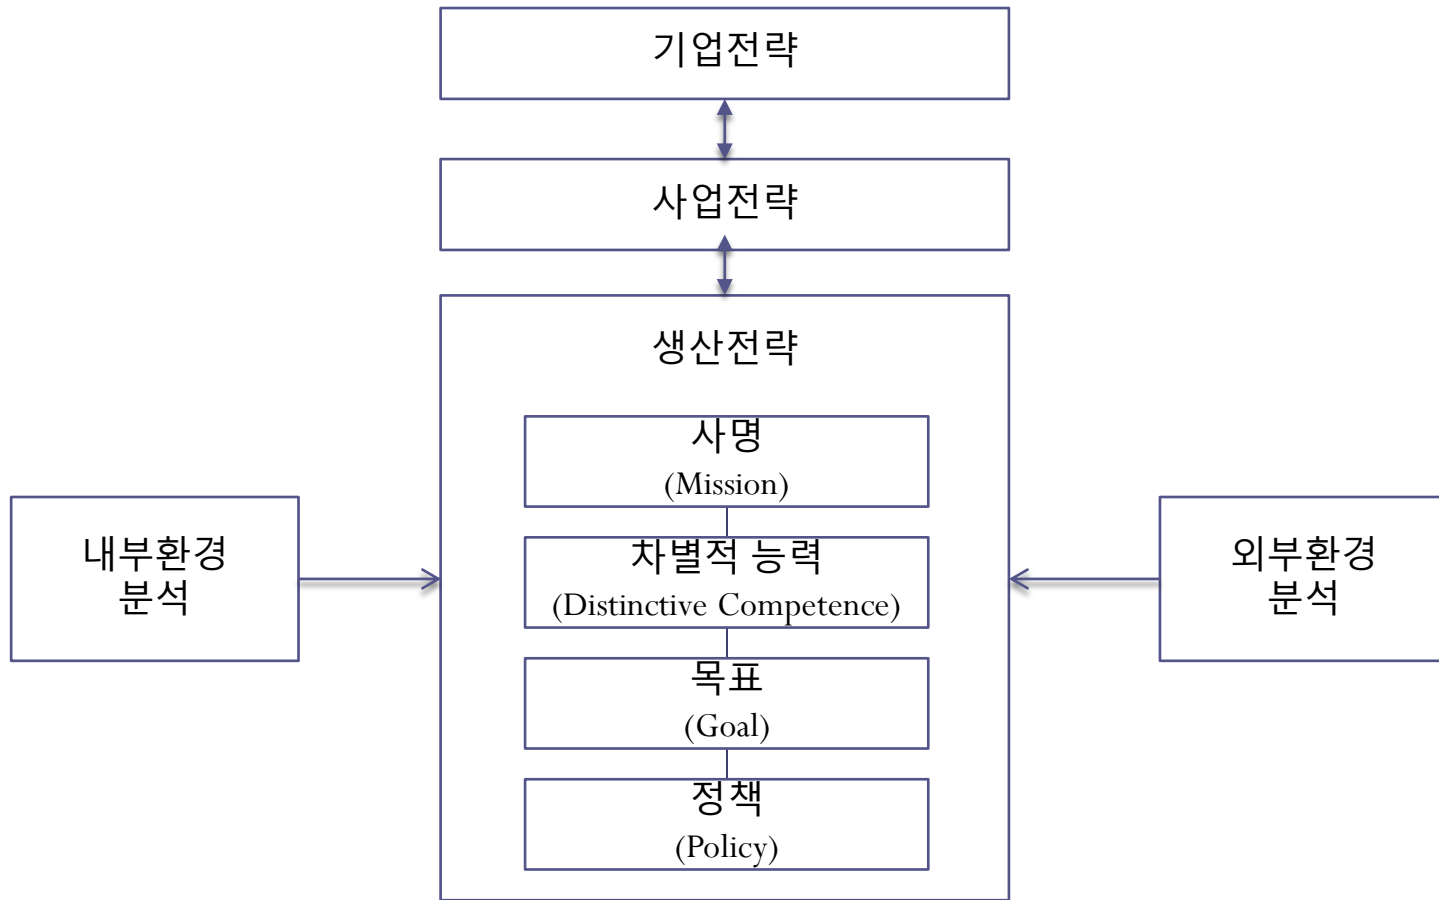 기업전략
사업전략
생산전략
사명
(Mission)
차별적 능력
(Distinctive Competence)
목표
(Goal)
정책
(Policy)
내부환경
분석
외부환경
분석